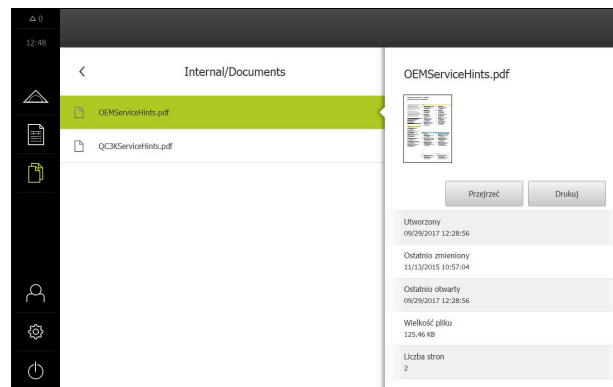 0
12:48
Internal/Documents
OEMServiceHints.pdf
QC3KServiceHints.pdf
OEMServiceHints.pdf
Przejrzeć
Drukuj
Utworzony
09/29/2017 12:28:56
Ostatnio zmieniony
11/13/2015 10:57:04
Ostatnio otwarty
09/29/2017 12:28:56
Wielkość pliku
125.46 KB
Liczba stron
2